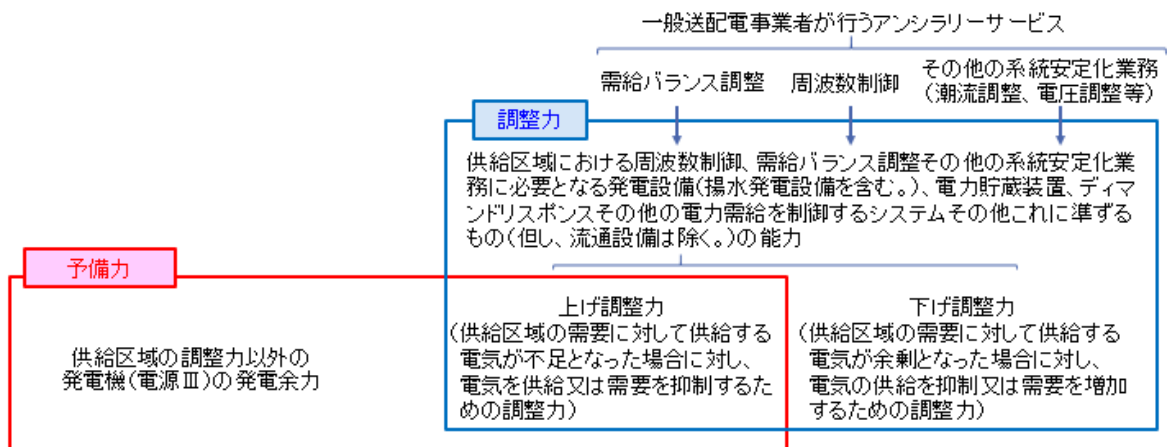 一般送配電事業者が行うアンシラリーサービス
需給バランス調整
周波数制御
その他の系統安定化業務
(潮流調整、電圧調整等)
調整力
供給区域における周波数制御、需給バランス調整その他の系統安定化業
務に必要となる発電設備(揚水発電設備を含む。)、電力貯蔵装置、ディマ
ンドリスポンスその他の電力需給を制御するシステムその他これに準ずる
もの(但し、流通設備は除く。)の能力
予備力
供給区域の調整力以外の
発電機(電源Ⅲ)の発電余力
上げ調整力
(供給区域の需要に対して供給する
電気が不足となった場合に対し、
電気を供給又は需要を抑制するた
めの調整力)
下げ調整力
(供給区域の需要に対して供給する
電気が余剰となった場合に対し、
電気の供給を抑制又は需要を増加
するための調整力)